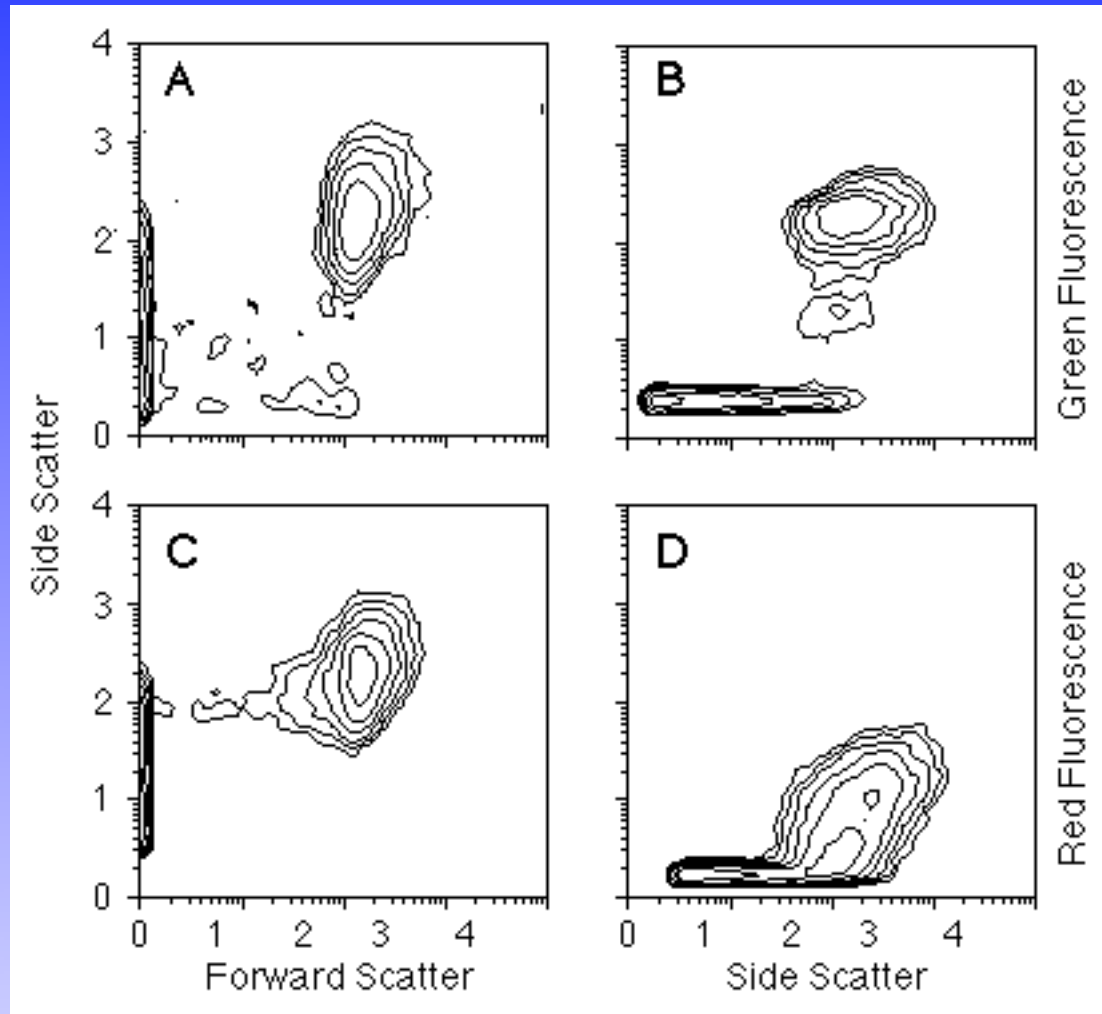 4
A
B
3
2
1
0
Side Scatter
Green Fluorescence
4
C
D
3
2
1
0
Red Fluorescence
0 1 2 3 4
0 1 2 3 4
Forward Scatter
Side Scatter